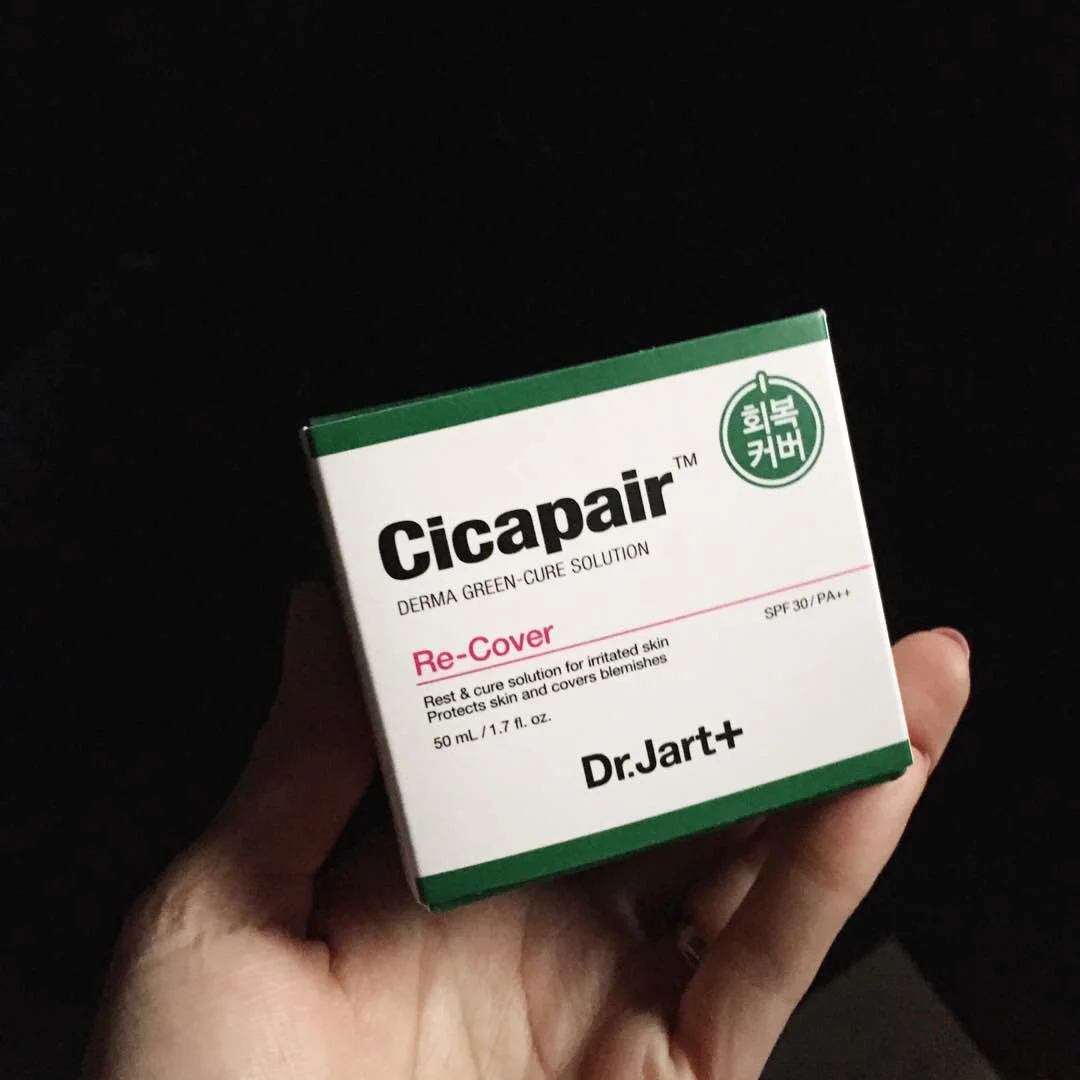 회복
커버
Cicapair™
DERMA GREEN-CURE SOLUTION
Re-Cover
SPF 30 / PA++
Rest & cure solution for irritated skin
Protects skin and covers blemishes
50 mL / 1.7 fl. oz.
Dr.Jart+